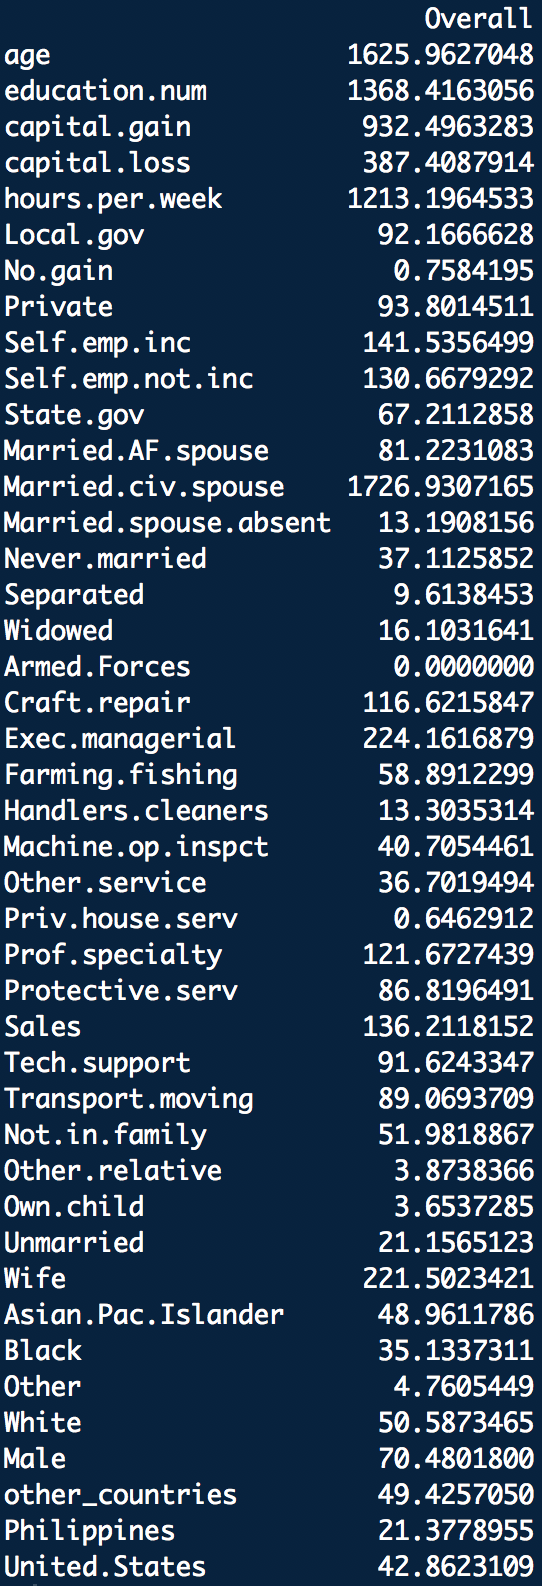 Overall
age 1625.9627048
education.num 1368.4163056
capital.gain 932.4963283
capital.loss 387.4087914
hours.per.week 1213.1964533
Local.gov 92.1666628
No.gain 0.7584195
Private 93.8014511
Self.emp.inc 141.5356499
Self.emp.not.inc 130.6679292
State.gov 67.2112858
Married.AF.spouse 81.2231083
Married.civ.spouse 1726.9307165
Married.spouse.absent 13.1908156
Never.married 37.1125852
Separated 9.6138453
Widowed 16.1031641
Armed.Forces 0.0000000
Craft.repair 116.6215847
Exec.managerial 224.1616879
Farming.fishing 58.8912299
Handlers.cleaners 13.3035314
Machine.op.inspct 40.7054461
Other.service 36.7019494
Priv.house.serv 0.6462912
Prof.specialty 121.6727439
Protective.serv 86.8196491
Sales 136.2118152
Tech.support 91.6243347
Transport.moving 89.0693709
Not.in.family 51.9818867
Other.relative 3.8738366
Own.child 3.6537285
Unmarried 21.1565123
Wife 221.5023421
Asian.Pac.Islander 48.9611786
Black 35.1337311
Other 4.7605449
White 50.5873465
Male 70.4801800
other_countries 49.4257050
Philippines 21.3778955
United.States 42.8623109